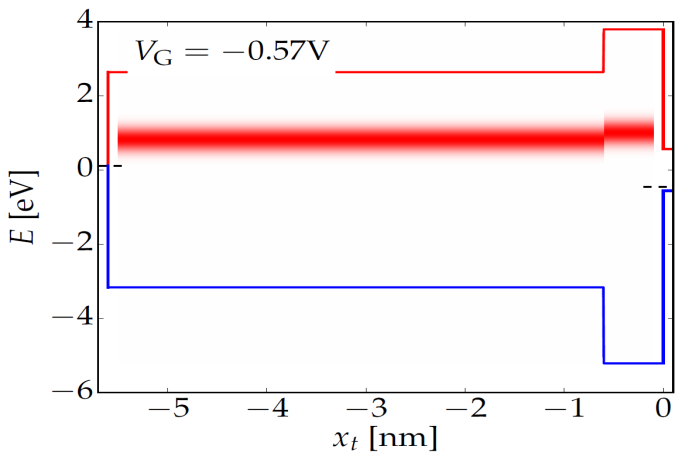 4
V_G = −0.57V
2
0
−2
−4
−6
E [eV]
−5 −4 −3 −2 −1 0
x_t [nm]